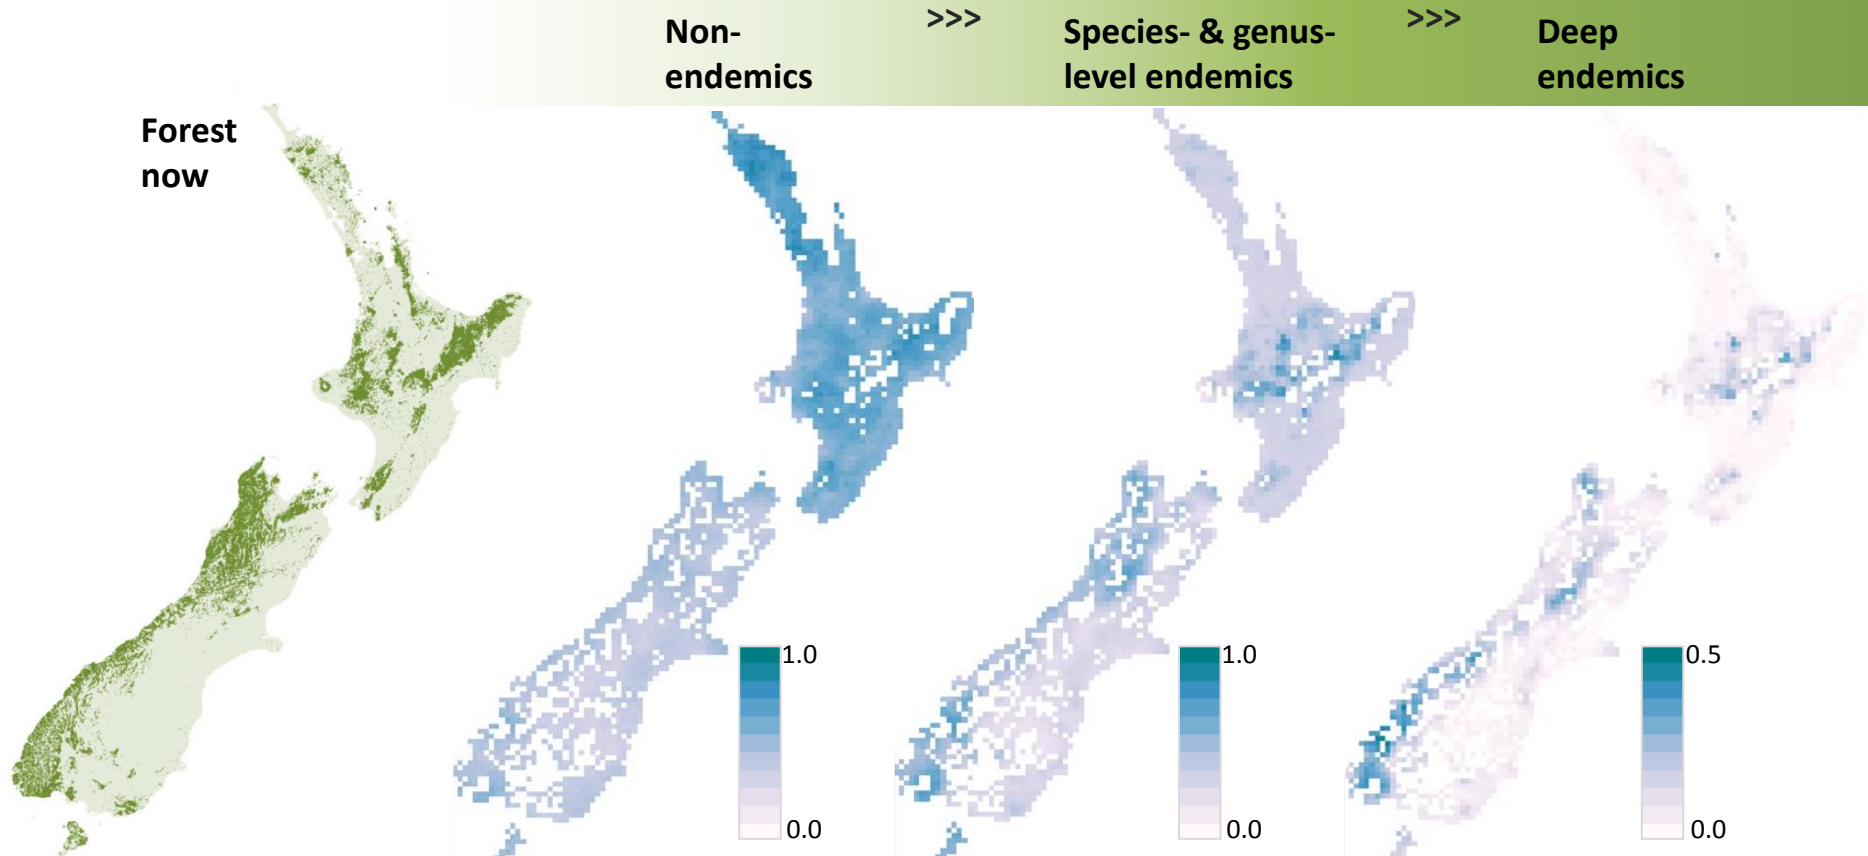 Non-
endemics
>>>
Species- & genus-
level endemics
>>>
Deep
endemics
Forest
now
1.0
0.0
1.0
0.0
0.5
0.0